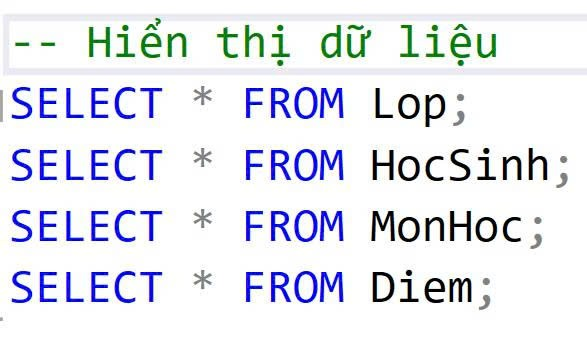 -- Hiển thị dữ liệu
SELECT * FROM Lop;
SELECT * FROM HocSinh;
SELECT * FROM MonHoc;
SELECT * FROM Diem;